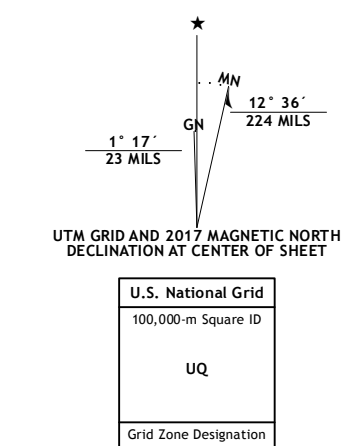 ★
MN
GN
12° 36´
224 MILS
1° 17´
23 MILS
UTM GRID AND 2017 MAGNETIC NORTH
DECLINATION AT CENTER OF SHEET
U.S. National Grid
100,000-m Square ID
UQ
Grid Zone Designation